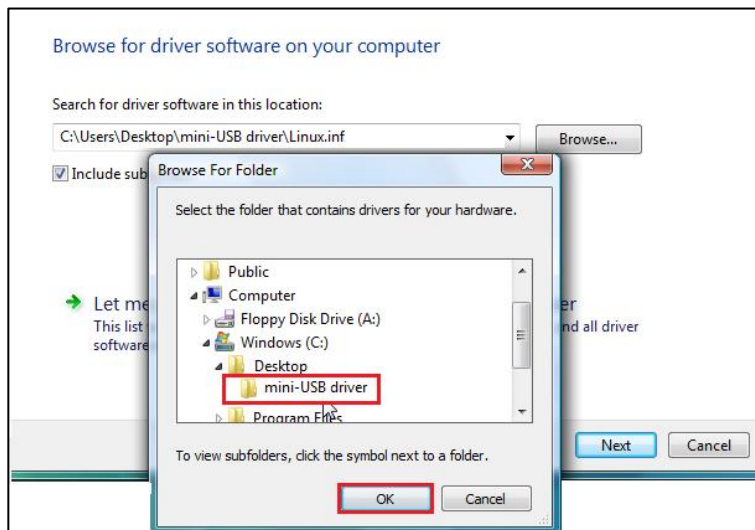 Browse for driver software on your computer
Search for driver software in this location:
C:\Users\Desktop\mini-USB driver\Linux.inf
Browse...
Include sub
Browse For Folder
Select the folder that contains drivers for your hardware.
Public
Computer
Floppy Disk Drive (A:)
Windows (C:)
Desktop
mini-USB driver
Program Files
To view subfolders, click the symbol next to a folder.
OK
Cancel
Let me
er
This list
nd all driver
software
Next
Cancel